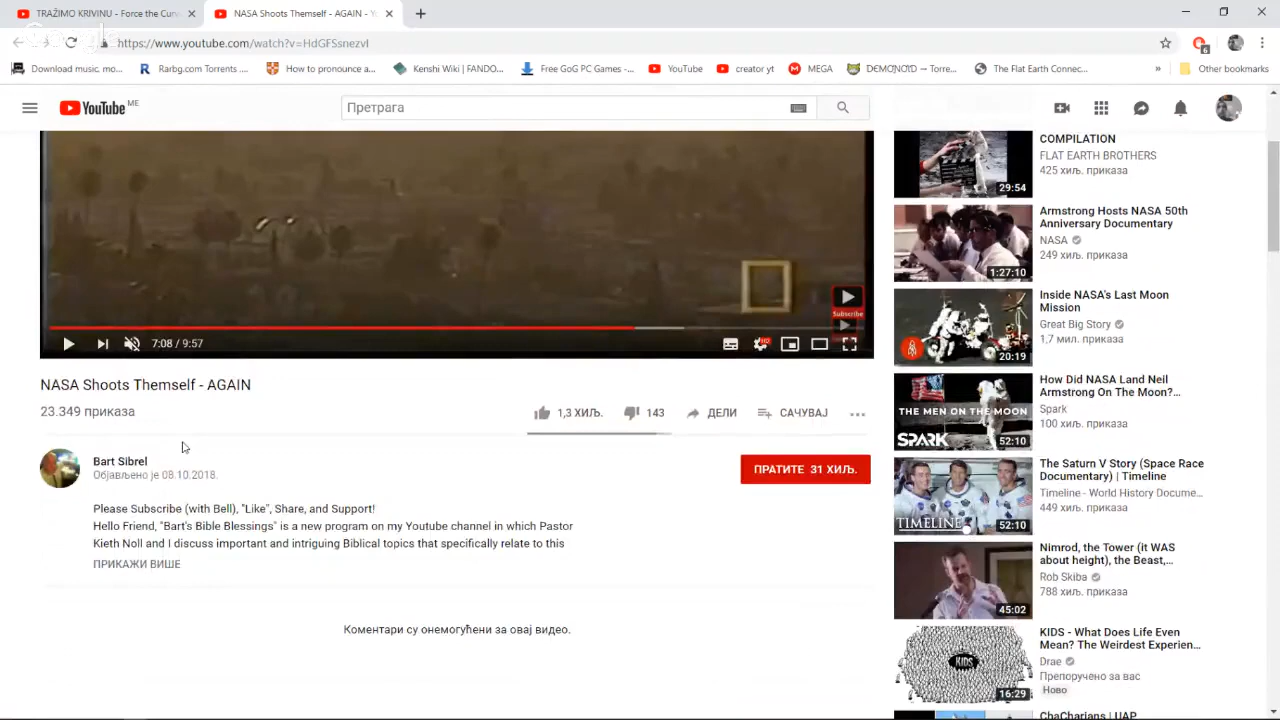 TRAŽIMO KRIVINU - Force the Curv
NASA Shoots Themself - AGAIN - Y
https://www.youtube.com/watch?v=HdGFSsnezvI
Download music, mo...
Rarbg.com Torrents ...
How to pronounce a...
Kenshi Wiki | FANDO...
Free GoG PC Games -...
YouTube
creator yt
MEGA
The Flat Earth Connec...
»
Other bookmarks
YouTube ME
Претрага
7:08 / 9:57
HD
Subscribe
NASA Shoots Themself - AGAIN
23.349 приказа
1,3 ХИЉ.
143
ДЕЛИ
САЧУВАЈ
Bart Sibrel
Објављено је 08.10.2018.
ПРАТИТЕ 31 ХИЉ.
Please Subscribe (with Bell), "Like", Share, and Support!
Hello Friend, "Bart's Bible Blessings" is a new program on my Youtube channel in which Pastor
Kieth Noll and I discuss important and intriguing Biblical topics that specifically relate to this
ПРИКАЖИ ВИШЕ
Коментари су онемогућени за овај видео.
COMPILATION
FLAT EARTH BROTHERS
425 хиљ. приказа
29:54
Armstrong Hosts NASA 50th
Anniversary Documentary
NASA
249 хиљ. приказа
1:27:10
Inside NASA's Last Moon
Mission
Great Big Story
1,7 мил. приказа
20:19
How Did NASA Land Neil
Armstrong On The Moon?...
Spark
100 хиљ. приказа
THE MEN ON THE MOON
SPARK
52:10
The Saturn V Story (Space Race
Documentary) | Timeline
Timeline - World History Docume...
449 хиљ. приказа
TIMELINE
52:10
Nimrod, the Tower (it WAS
about height), the Beast,...
Rob Skiba
788 хиљ. приказа
45:02
KIDS - What Does Life Even
Mean? The Weirdest Experien...
Drae
Препоручено за вас
Ново
KIDS
16:29
ChaCharians | UAP